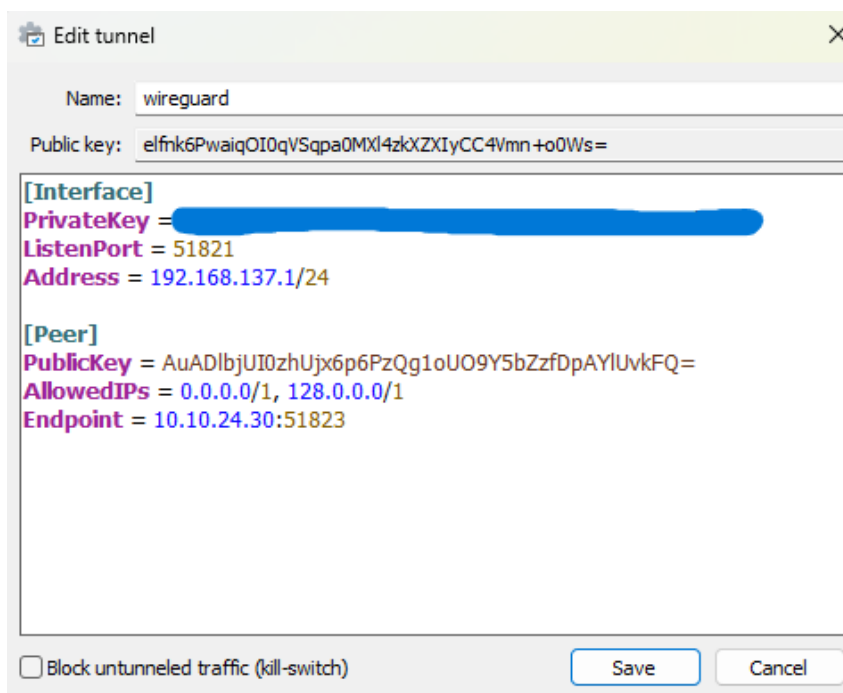 Edit tunnel
Name: wireguard
Public key: elfnk6PwaiqOI0qVSqpa0MXl4zkXZXIyCC4Vmn+o0Ws=
[Interface]
PrivateKey =
ListenPort = 51821
Address = 192.168.137.1/24
[Peer]
PublicKey = AuADlbjUI0zhUjx6p6PzQg1oUO9Y5bZzfDpAYlUvkFQ=
AllowedIPs = 0.0.0.0/1, 128.0.0.0/1
Endpoint = 10.10.24.30:51823
Block untunneled traffic (kill-switch)
Save
Cancel